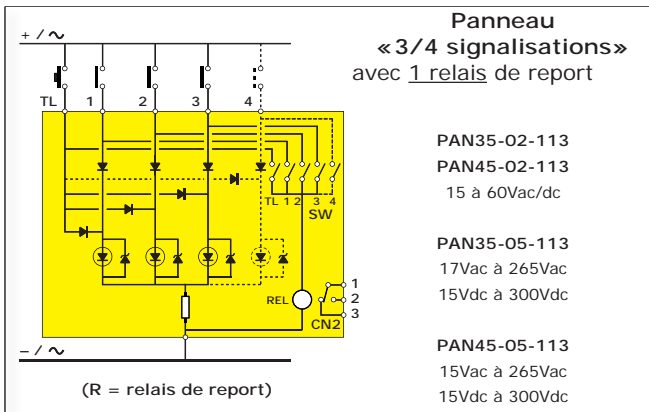 Panneau
«3/4 signalisations»
avec 1 relais de report
+ / ∿
TL 1 2 3 4
TL 1 2 3 4
SW
REL
1
2
3
CN2
– / ∿
(R = relais de report)
PAN35-02-113
PAN45-02-113
15 à 60Vac/dc
PAN35-05-113
17Vac à 265Vac
15Vdc à 300Vdc
PAN45-05-113
15Vac à 265Vac
15Vdc à 300Vdc